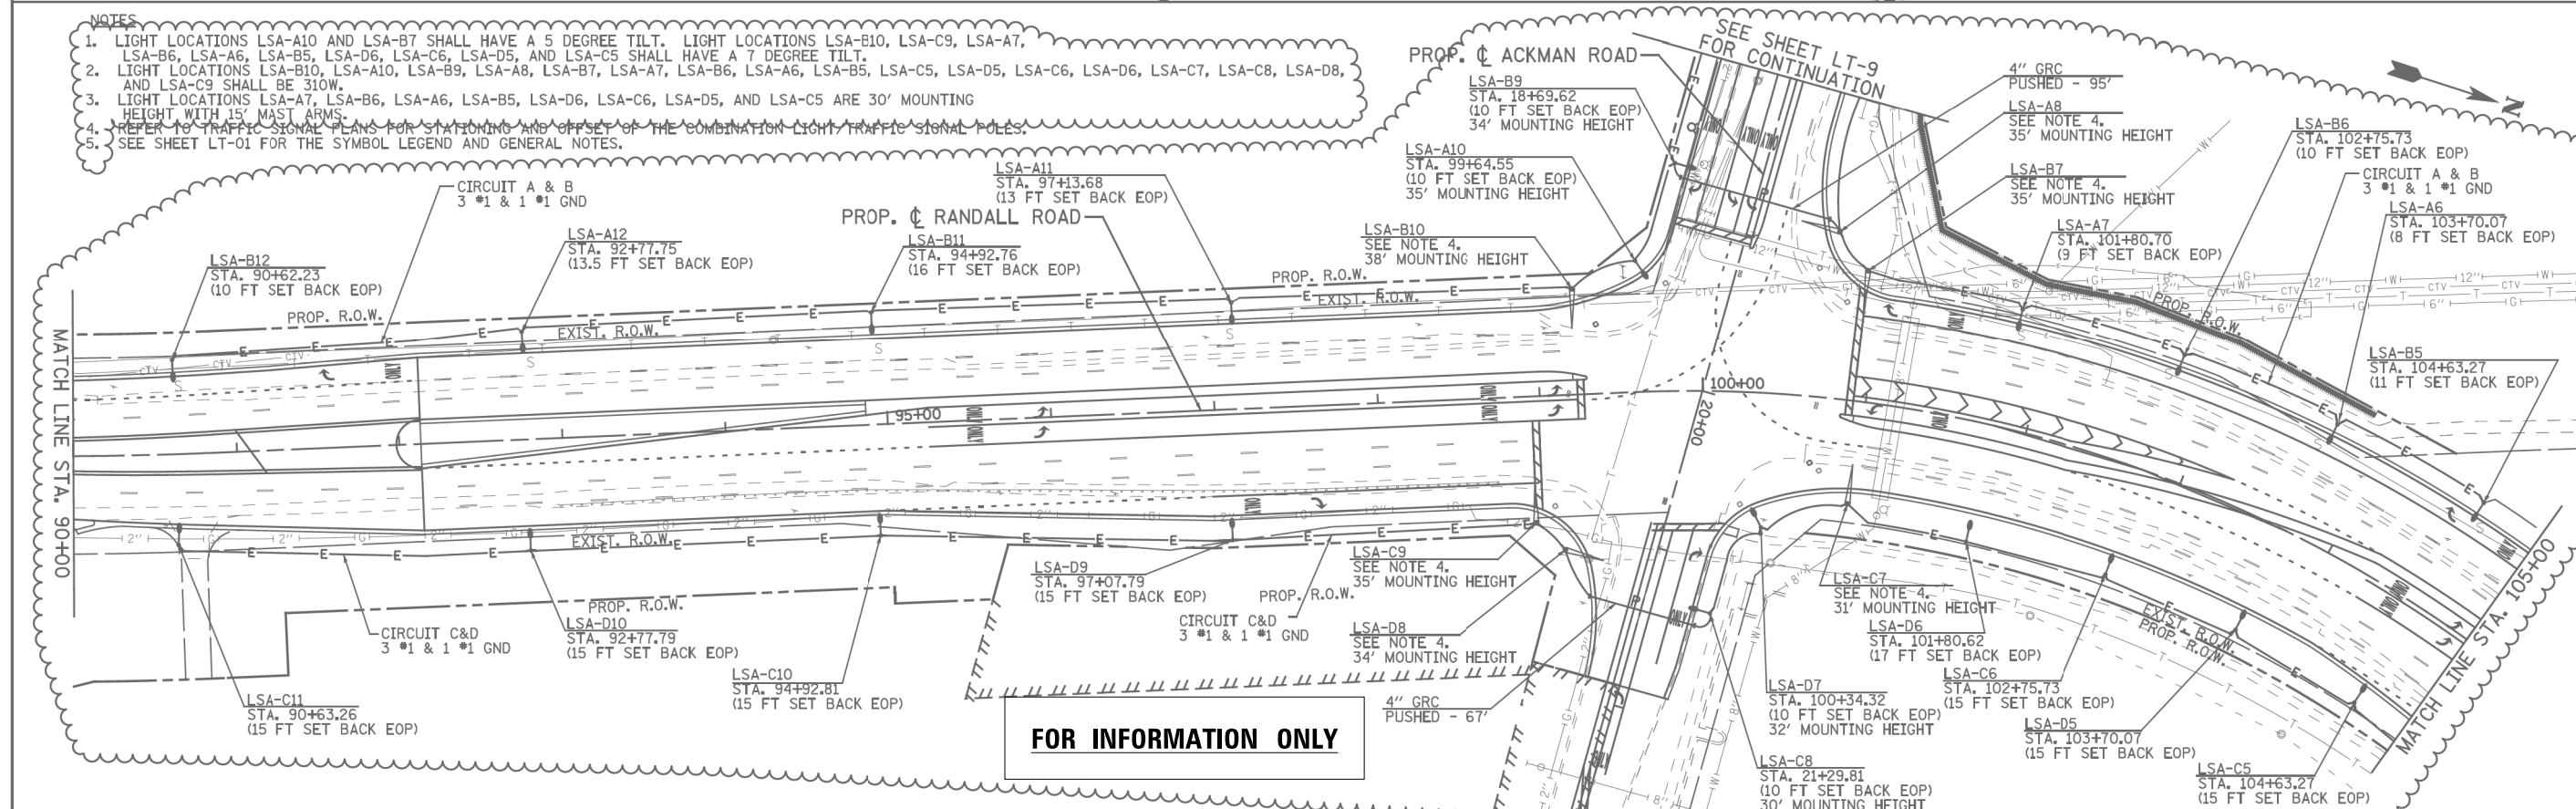 NOTES
1. LIGHT LOCATIONS LSA-A10 AND LSA-B7 SHALL HAVE A 5 DEGREE TILT. LIGHT LOCATIONS LSA-B10, LSA-C9, LSA-A7,
LSA-B6, LSA-A6, LSA-B5, LSA-D6, LSA-C6, LSA-D5, AND LSA-C5 SHALL HAVE A 7 DEGREE TILT.
2. LIGHT LOCATIONS LSA-B10, LSA-A10, LSA-B9, LSA-A8, LSA-B7, LSA-A7, LSA-B6, LSA-A6, LSA-B5, LSA-C5, LSA-D5, LSA-C6, LSA-D6, LSA-C7, LSA-C8, LSA-D8,
AND LSA-C9 SHALL BE 310W.
3. LIGHT LOCATIONS LSA-A7, LSA-B6, LSA-A6, LSA-B5, LSA-D6, LSA-C6, LSA-D5, AND LSA-C5 ARE 30' MOUNTING
HEIGHT WITH 15' MAST ARMS.
4. REFER TO TRAFFIC SIGNAL PLANS FOR STATIONING AND OFFSET OF THE COMBINATION LIGHT/TRAFFIC SIGNAL POLES.
5. SEE SHEET LT-01 FOR THE SYMBOL LEGEND AND GENERAL NOTES.
PROP. ℄ ACKMAN ROAD
SEE SHEET LT-9
FOR CONTINUATION
N
LSA-B9
STA. 18+69.62
(10 FT SET BACK EOP)
34' MOUNTING HEIGHT
4" GRC
PUSHED - 95'
LSA-A8
SEE NOTE 4.
35' MOUNTING HEIGHT
LSA-B6
STA. 102+75.73
(10 FT SET BACK EOP)
LSA-A10
STA. 99+64.55
(10 FT SET BACK EOP)
35' MOUNTING HEIGHT
LSA-B7
SEE NOTE 4.
35' MOUNTING HEIGHT
CIRCUIT A & B
3 #1 & 1 #1 GND
LSA-A6
STA. 103+70.07
(8 FT SET BACK EOP)
LSA-A11
STA. 97+13.68
(13 FT SET BACK EOP)
CIRCUIT A & B
3 #1 & 1 #1 GND
PROP. ℄ RANDALL ROAD
LSA-A7
STA. 101+80.70
(9 FT SET BACK EOP)
LSA-B10
SEE NOTE 4.
38' MOUNTING HEIGHT
LSA-A12
STA. 92+77.75
(13.5 FT SET BACK EOP)
LSA-B11
STA. 94+92.76
(16 FT SET BACK EOP)
LSA-B12
STA. 90+62.23
(10 FT SET BACK EOP)
PROP. R.O.W.
EXIST. R.O.W.
PROP. R.O.W.
EXIST. R.O.W.
PROP. R.O.W.
LSA-B5
STA. 104+63.27
(11 FT SET BACK EOP)
MATCH LINE STA. 90+00
95+00
100+00
20+00
ONLY
ONLY ONLY
ONLY ONLY
ONLY
EXIST. R.O.W.
PROP. R.O.W.
LSA-D9
STA. 97+07.79
(15 FT SET BACK EOP)
PROP. R.O.W.
LSA-C9
SEE NOTE 4.
35' MOUNTING HEIGHT
LSA-C7
SEE NOTE 4.
31' MOUNTING HEIGHT
CIRCUIT C&D
3 #1 & 1 #1 GND
LSA-D10
STA. 92+77.79
(15 FT SET BACK EOP)
CIRCUIT C&D
3 #1 & 1 #1 GND
LSA-D8
SEE NOTE 4.
34' MOUNTING HEIGHT
LSA-D6
STA. 101+80.62
(17 FT SET BACK EOP)
EXIST. R.O.W.
PROP. R.O.W.
LSA-C10
STA. 94+92.81
(15 FT SET BACK EOP)
LSA-C11
STA. 90+63.26
(15 FT SET BACK EOP)
4" GRC
PUSHED - 67'
LSA-C6
STA. 102+75.73
(15 FT SET BACK EOP)
LSA-D7
STA. 100+34.32
(10 FT SET BACK EOP)
32' MOUNTING HEIGHT
LSA-D5
STA. 103+70.07
(15 FT SET BACK EOP)
MATCH LINE STA. 105+00
FOR INFORMATION ONLY
LSA-C8
STA. 21+29.81
(10 FT SET BACK EOP)
30' MOUNTING HEIGHT
LSA-C5
STA. 104+63.27
(15 FT SET BACK EOP)